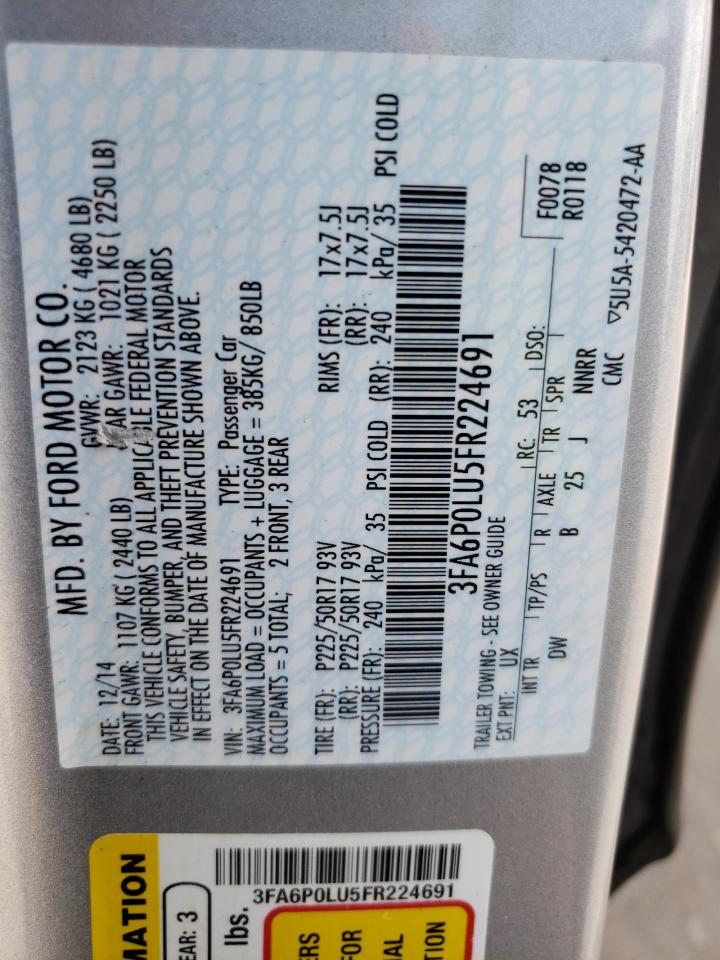 MFD. BY FORD MOTOR CO.
DATE: 12/14 GVWR: 2123 KG ( 4680 LB)
FRONT GAWR: 1107 KG ( 2440 LB) GAWR: 1021 KG ( 2250 LB)
THIS VEHICLE CONFORMS TO ALL APPLICABLE FEDERAL MOTOR
VEHICLE SAFETY, BUMPER, AND THEFT PREVENTION STANDARDS
IN EFFECT ON THE DATE OF MANUFACTURE SHOWN ABOVE.
VIN: 3FA6P0LU5FR224691 TYPE: Passenger Car
MAXIMUM LOAD = OCCUPANTS + LUGGAGE = 385KG/ 850LB
OCCUPANTS = 5 TOTAL; 2 FRONT, 3 REAR
TIRE (FR): P225/50R17 93V RIMS (FR): 17x7.5J
(RR): P225/50R17 93V (RR): 17x7.5J
PRESSURE (FR): 240 kPa/ 35 PSI COLD (RR): 240 kPa/ 35 PSI COLD
3FA6P0LU5FR224691
TRAILER TOWING - SEE OWNER GUIDE
EXT PNT: UX RC: 53 DSO: F0078
R0118
INT TR TP/PS R AXLE TR SPR
DW B 25 J NNRR
CMC ▽5U5A-5420472-AA
MATION
EAR: 3
lbs.
3FA6P0LU5FR224691
ERS
FOR
NAL
TION